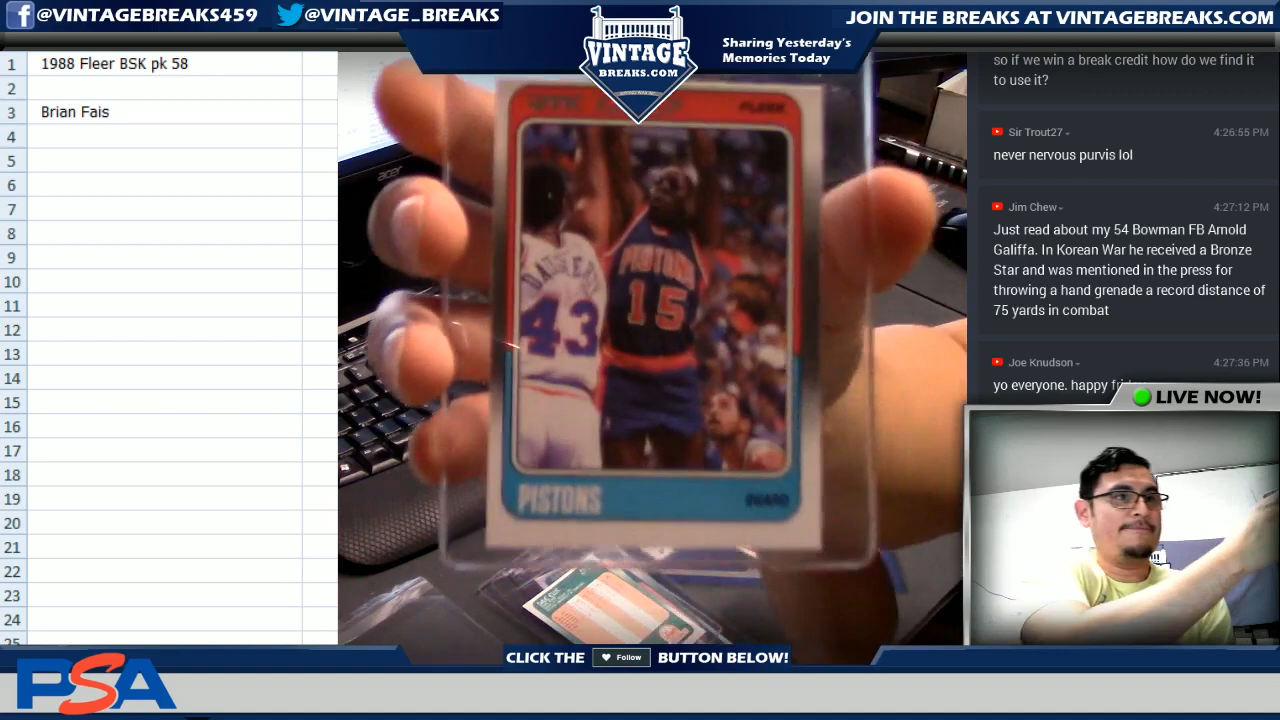 @VINTAGEBREAKS459
@VINTAGE_BREAKS
VINTAGE
BREAKS.COM
Sharing Yesterday's
Memories Today
JOIN THE BREAKS AT VINTAGEBREAKS.COM
1 1988 Fleer BSK pk 58
2
3 Brian Fais
4
5
6
7
8
9
10
11
12
13
14
15
16
17
18
19
20
21
22
23
24
25
acer
FLEER
DAUGHERTY
43
PISTONS
15
PISTONS
GUARD
so if we win a break credit how do we find it
to use it?
Sir Trout27 4:26:55 PM
never nervous purvis lol
Jim Chew 4:27:12 PM
Just read about my 54 Bowman FB Arnold
Galiffa. In Korean War he received a Bronze
Star and was mentioned in the press for
throwing a hand grenade a record distance of
75 yards in combat
Joe Knudson 4:27:36 PM
yo everyone. happy
LIVE NOW!
CLICK THE Follow BUTTON BELOW!
PSA